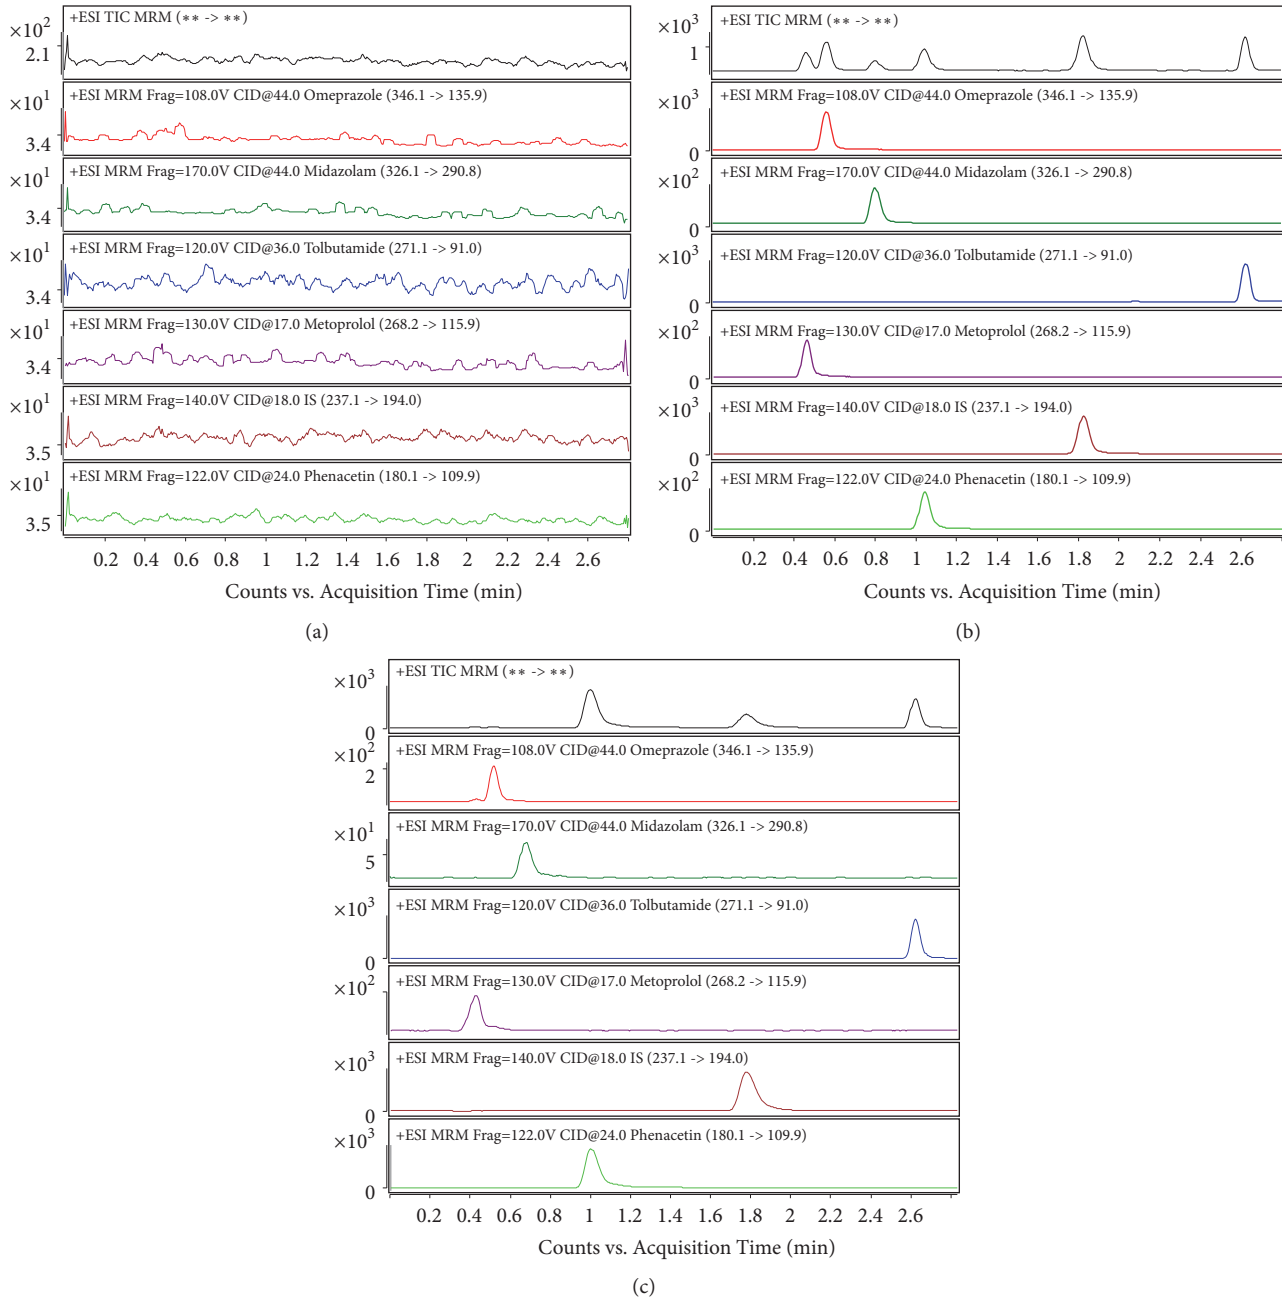 +ESI TIC MRM (** -> **)
×10²
2.1
+ESI MRM Frag=108.0V CID@44.0 Omeprazole (346.1 -> 135.9)
×10¹
3.4
+ESI MRM Frag=170.0V CID@44.0 Midazolam (326.1 -> 290.8)
×10¹
3.4
+ESI MRM Frag=120.0V CID@36.0 Tolbutamide (271.1 -> 91.0)
×10¹
3.4
+ESI MRM Frag=130.0V CID@17.0 Metoprolol (268.2 -> 115.9)
×10¹
3.4
+ESI MRM Frag=140.0V CID@18.0 IS (237.1 -> 194.0)
×10¹
3.5
+ESI MRM Frag=122.0V CID@24.0 Phenacetin (180.1 -> 109.9)
×10¹
3.5
0.2 0.4 0.6 0.8 1 1.2 1.4 1.6 1.8 2 2.2 2.4 2.6
Counts vs. Acquisition Time (min)
(a)
+ESI TIC MRM (** -> **)
×10³
1
+ESI MRM Frag=108.0V CID@44.0 Omeprazole (346.1 -> 135.9)
×10³
0
+ESI MRM Frag=170.0V CID@44.0 Midazolam (326.1 -> 290.8)
×10²
0
+ESI MRM Frag=120.0V CID@36.0 Tolbutamide (271.1 -> 91.0)
×10³
0
+ESI MRM Frag=130.0V CID@17.0 Metoprolol (268.2 -> 115.9)
×10²
0
+ESI MRM Frag=140.0V CID@18.0 IS (237.1 -> 194.0)
×10³
0
+ESI MRM Frag=122.0V CID@24.0 Phenacetin (180.1 -> 109.9)
×10²
0
0.2 0.4 0.6 0.8 1 1.2 1.4 1.6 1.8 2 2.2 2.4 2.6
Counts vs. Acquisition Time (min)
(b)
+ESI TIC MRM (** -> **)
×10³
0
+ESI MRM Frag=108.0V CID@44.0 Omeprazole (346.1 -> 135.9)
×10²
2
+ESI MRM Frag=170.0V CID@44.0 Midazolam (326.1 -> 290.8)
×10¹
5
+ESI MRM Frag=120.0V CID@36.0 Tolbutamide (271.1 -> 91.0)
×10³
0
+ESI MRM Frag=130.0V CID@17.0 Metoprolol (268.2 -> 115.9)
×10²
0
+ESI MRM Frag=140.0V CID@18.0 IS (237.1 -> 194.0)
×10³
0
+ESI MRM Frag=122.0V CID@24.0 Phenacetin (180.1 -> 109.9)
×10³
0
0.2 0.4 0.6 0.8 1 1.2 1.4 1.6 1.8 2 2.2 2.4 2.6
Counts vs. Acquisition Time (min)
(c)